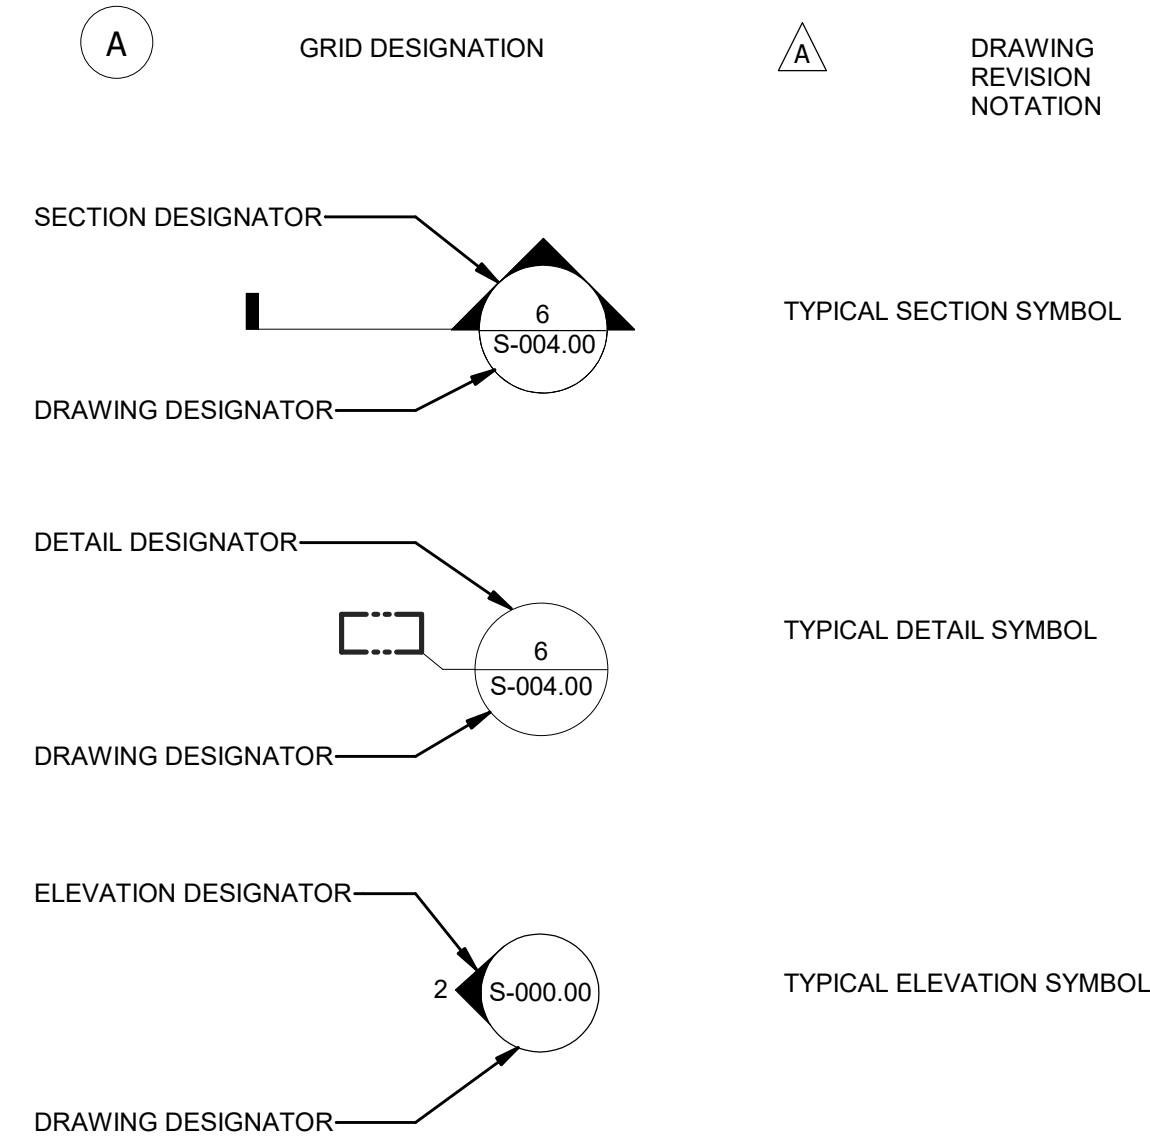 A
GRID DESIGNATION
A
DRAWING
REVISION
NOTATION
SECTION DESIGNATOR
6
S-004.00
TYPICAL SECTION SYMBOL
DRAWING DESIGNATOR
DETAIL DESIGNATOR
6
S-004.00
TYPICAL DETAIL SYMBOL
DRAWING DESIGNATOR
ELEVATION DESIGNATOR
2
S-000.00
TYPICAL ELEVATION SYMBOL
DRAWING DESIGNATOR